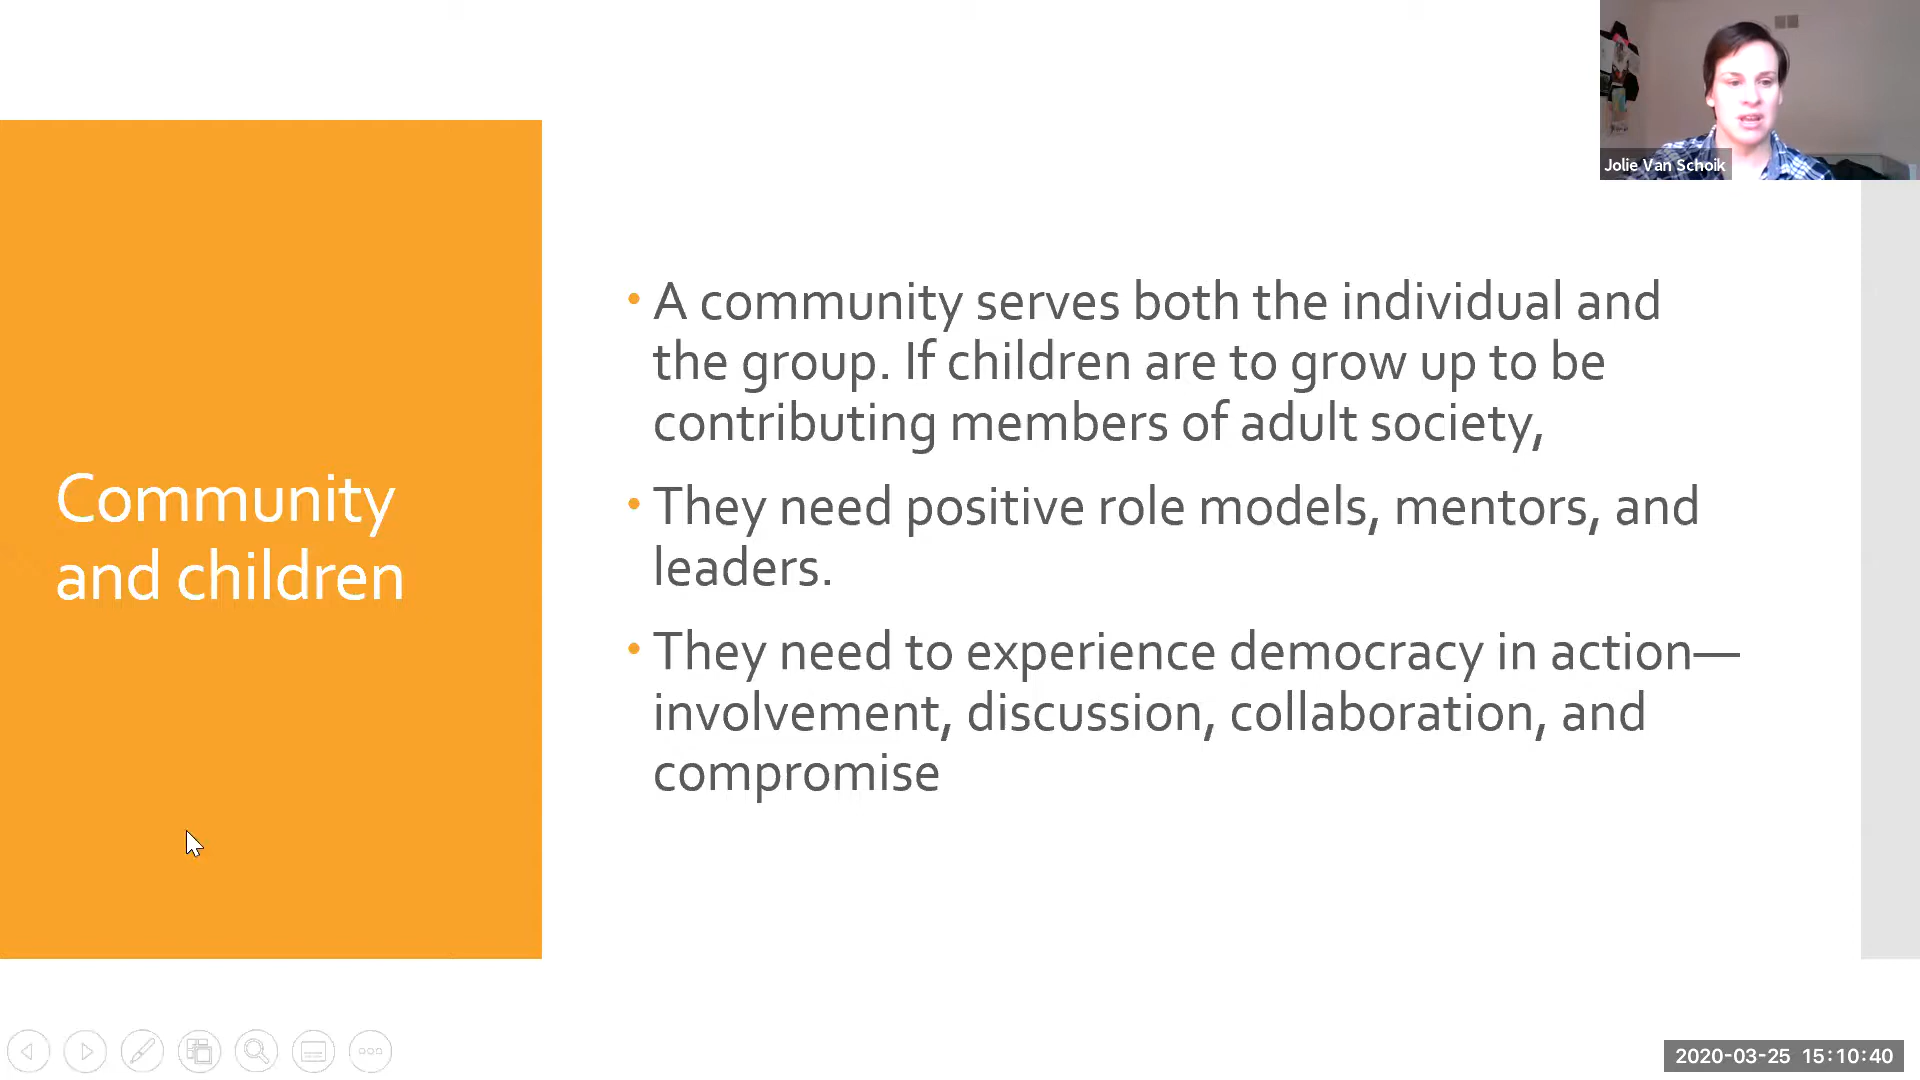 Jolie Van Schoik
Community
and children
• A community serves both the individual and
the group. If children are to grow up to be
contributing members of adult society,
• They need positive role models, mentors, and
leaders.
• They need to experience democracy in action—
involvement, discussion, collaboration, and
compromise
2020-03-25 15:10:40